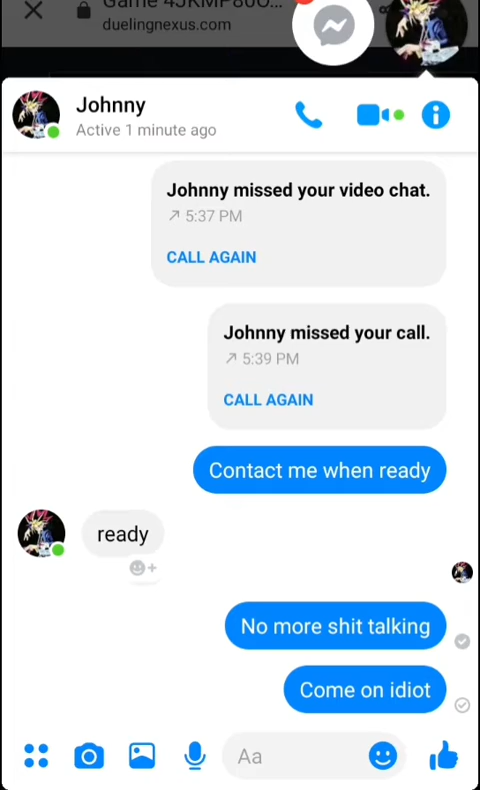 duelingnexus.com
Johnny
Active 1 minute ago
Johnny missed your video chat.
5:37 PM
CALL AGAIN
Johnny missed your call.
5:39 PM
CALL AGAIN
Contact me when ready
ready
No more shit talking
Come on idiot
Aa